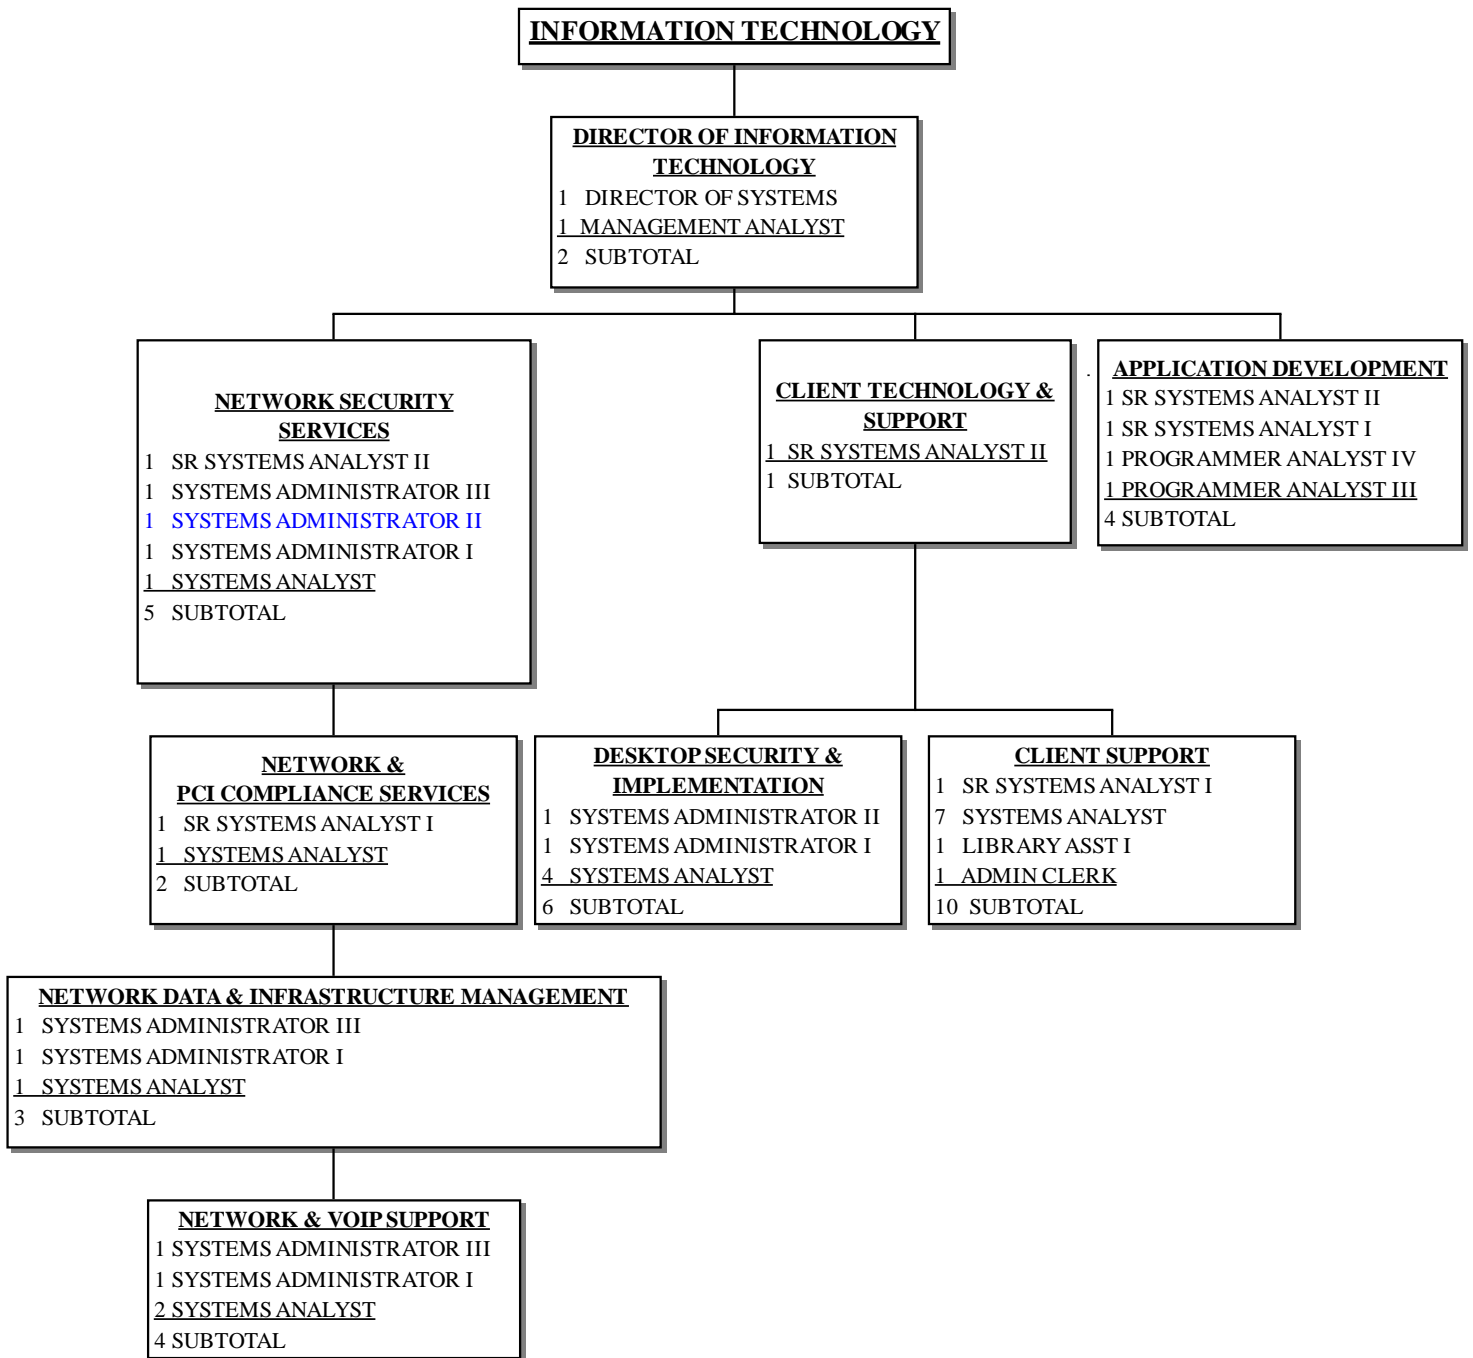 INFORMATION TECHNOLOGY
DIRECTOR OF INFORMATION
TECHNOLOGY
1 DIRECTOR OF SYSTEMS
1 MANAGEMENT ANALYST
2 SUBTOTAL
NETWORK SECURITY
SERVICES
1 SR SYSTEMS ANALYST II
1 SYSTEMS ADMINISTRATOR III
1 SYSTEMS ADMINISTRATOR II
1 SYSTEMS ADMINISTRATOR I
1 SYSTEMS ANALYST
5 SUBTOTAL
CLIENT TECHNOLOGY &
SUPPORT
1 SR SYSTEMS ANALYST II
1 SUBTOTAL
.
APPLICATION DEVELOPMENT
1 SR SYSTEMS ANALYST II
1 SR SYSTEMS ANALYST I
1 PROGRAMMER ANALYST IV
1 PROGRAMMER ANALYST III
4 SUBTOTAL
NETWORK &
PCI COMPLIANCE SERVICES
1 SR SYSTEMS ANALYST I
1 SYSTEMS ANALYST
2 SUBTOTAL
DESKTOP SECURITY &
IMPLEMENTATION
1 SYSTEMS ADMINISTRATOR II
1 SYSTEMS ADMINISTRATOR I
4 SYSTEMS ANALYST
6 SUBTOTAL
CLIENT SUPPORT
1 SR SYSTEMS ANALYST I
7 SYSTEMS ANALYST
1 LIBRARY ASST I
1 ADMIN CLERK
10 SUBTOTAL
NETWORK DATA & INFRASTRUCTURE MANAGEMENT
1 SYSTEMS ADMINISTRATOR III
1 SYSTEMS ADMINISTRATOR I
1 SYSTEMS ANALYST
3 SUBTOTAL
NETWORK & VOIP SUPPORT
1 SYSTEMS ADMINISTRATOR III
1 SYSTEMS ADMINISTRATOR I
2 SYSTEMS ANALYST
4 SUBTOTAL